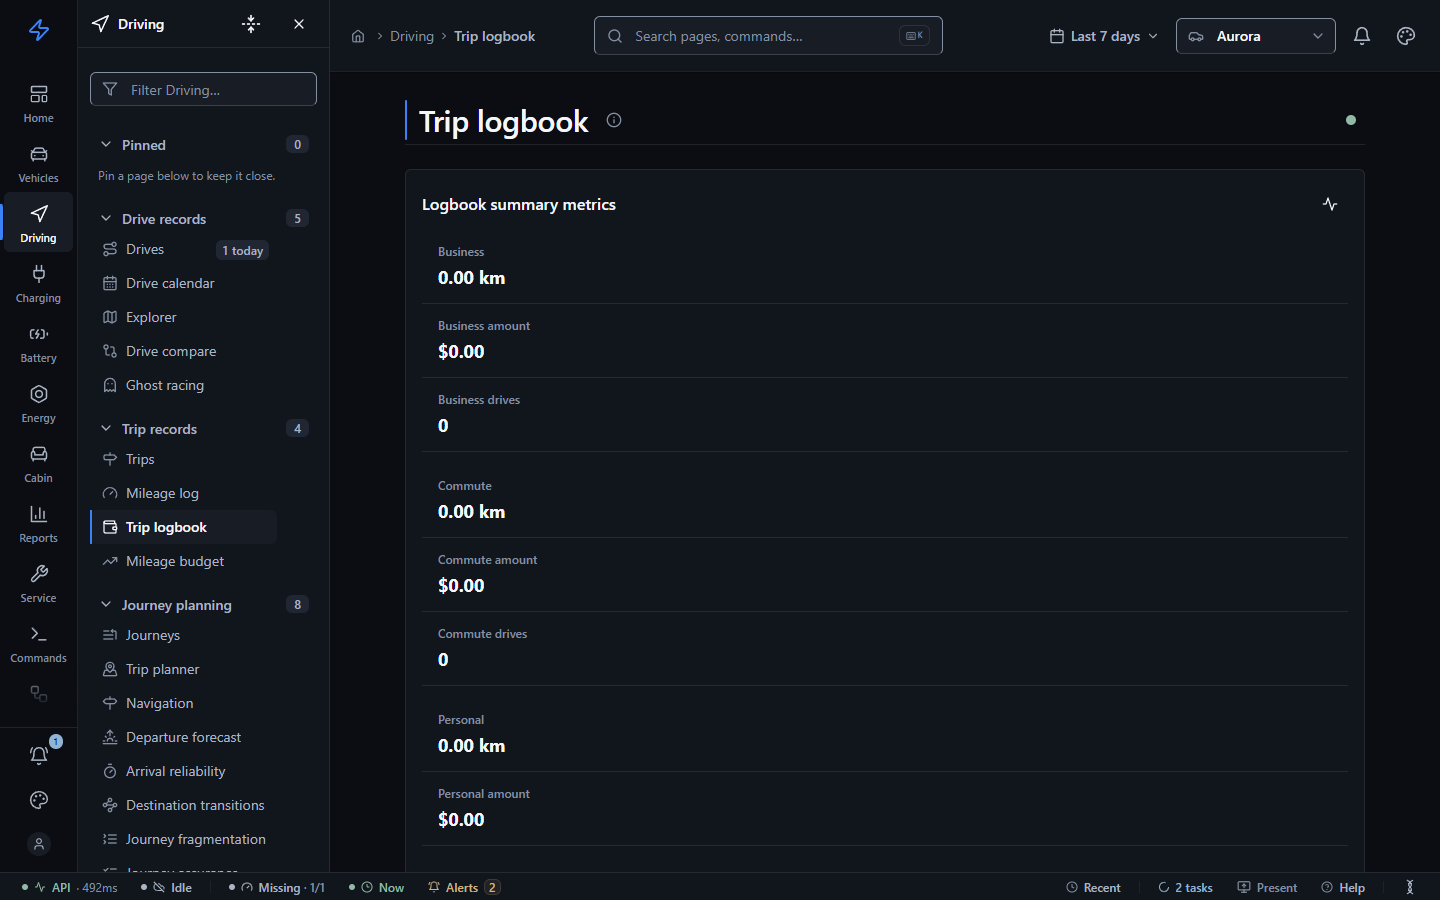 Home
Vehicles
Driving
Charging
Battery
Energy
Cabin
Reports
Service
Commands
1
Driving
Filter Driving...
Pinned 0
Pin a page below to keep it close.
Drive records 5
Drives 1 today
Drive calendar
Explorer
Drive compare
Ghost racing
Trip records 4
Trips
Mileage log
Trip logbook
Mileage budget
Journey planning 8
Journeys
Trip planner
Navigation
Departure forecast
Arrival reliability
Destination transitions
Journey fragmentation
Driving Trip logbook
Search pages, commands... K
Last 7 days
Aurora
Trip logbook
Logbook summary metrics
Business
0.00 km
Business amount
$0.00
Business drives
0
Commute
0.00 km
Commute amount
$0.00
Commute drives
0
Personal
0.00 km
Personal amount
$0.00
API · 492ms Idle Missing · 1/1 Now Alerts 2 Recent 2 tasks Present Help